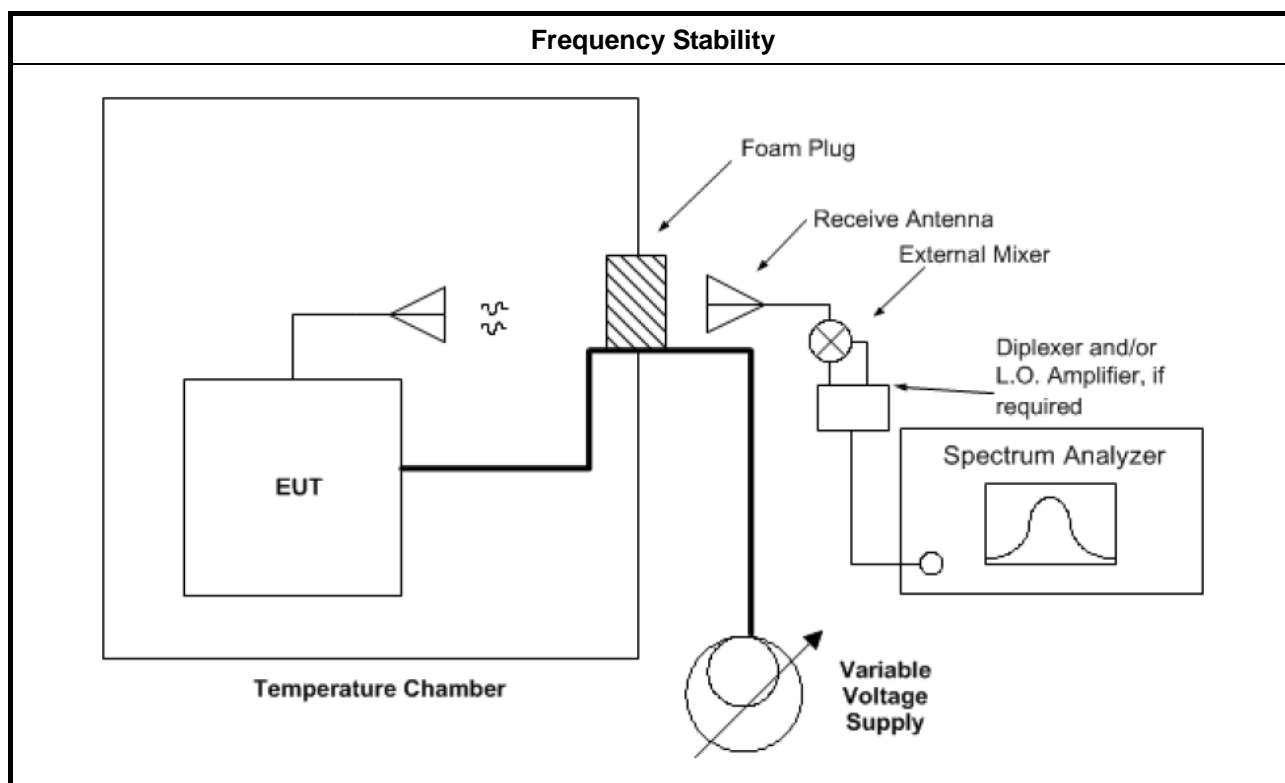 Frequency Stability
Foam Plug
Receive Antenna
External Mixer
Diplexer and/or
L.O. Amplifier, if
required
Spectrum Analyzer
EUT
Temperature Chamber
Variable
Voltage
Supply